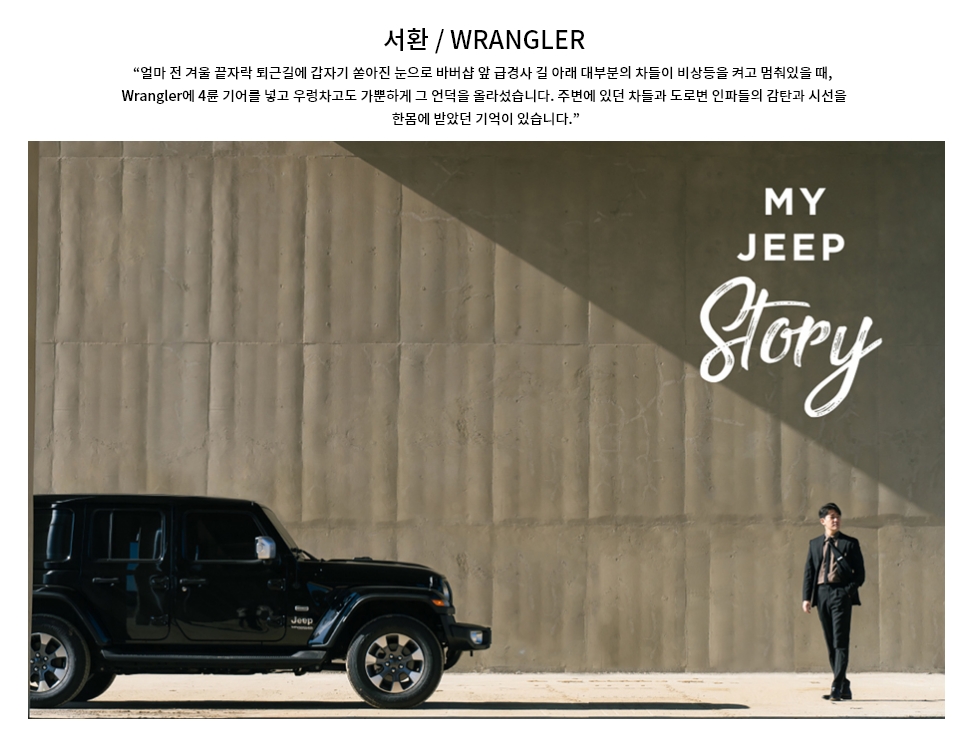 서환 / WRANGLER
“얼마 전 겨울 끝자락 퇴근길에 갑자기 쏟아진 눈으로 바버샵 앞 급경사 길 아래 대부분의 차들이 비상등을 켜고 멈춰있을 때,
Wrangler에 4륜 기어를 넣고 우렁차고도 가뿐하게 그 언덕을 올라섰습니다. 주변에 있던 차들과 도로변 인파들의 감탄과 시선을
한몸에 받았던 기억이 있습니다.”
MY
JEEP
Story
Jeep